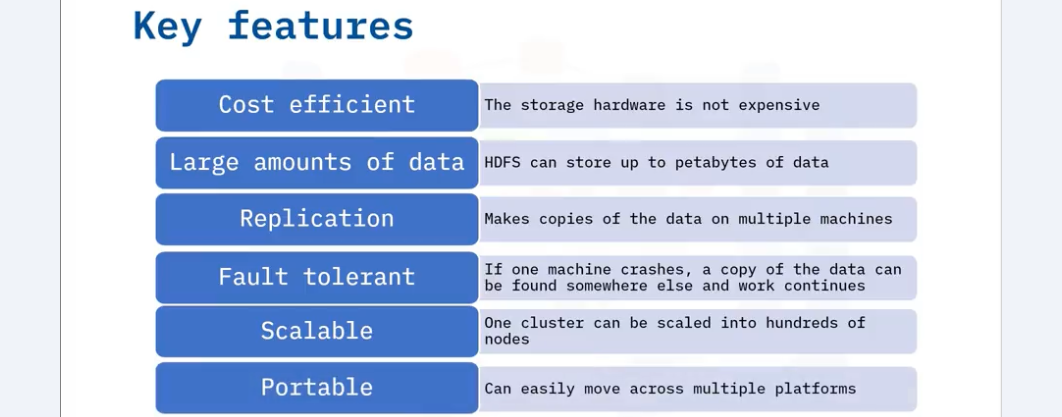 Key features
Cost efficient
The storage hardware is not expensive
Large amounts of data
HDFS can store up to petabytes of data
Replication
Makes copies of the data on multiple machines
Fault tolerant
If one machine crashes, a copy of the data can
be found somewhere else and work continues
Scalable
One cluster can be scaled into hundreds of
nodes
Portable
Can easily move across multiple platforms